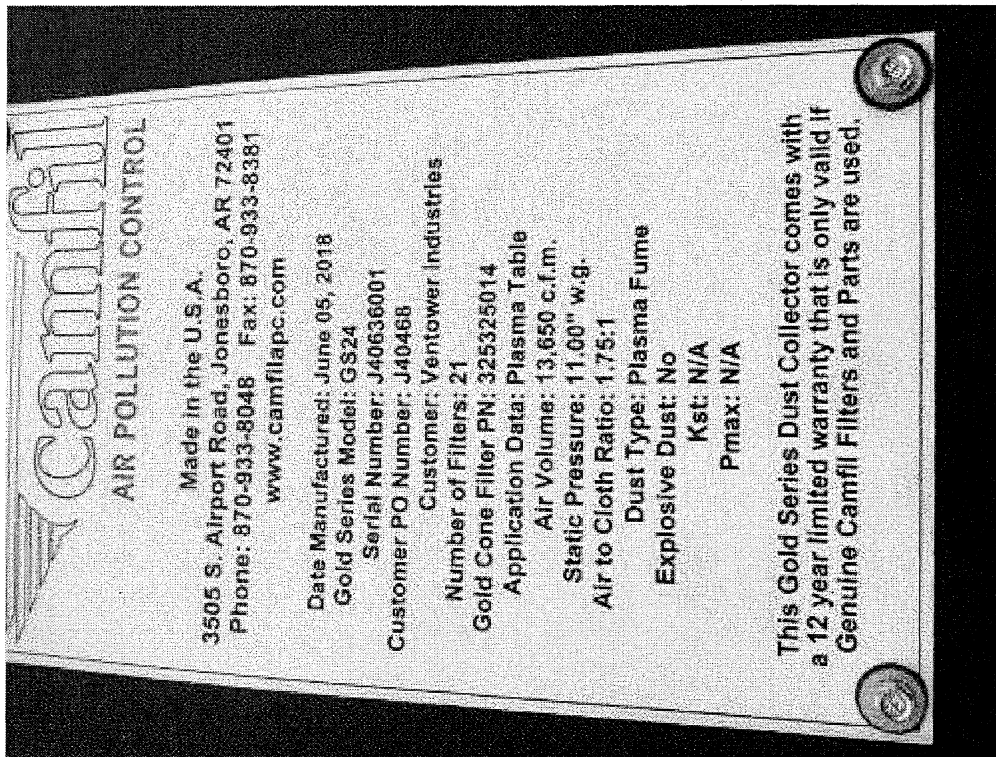 Camfil
AIR POLLUTION CONTROL
Made in the U.S.A.
3505 S. Airport Road, Jonesboro, AR 72401
Phone: 870-933-8048 Fax: 870-933-8381
www.camfilapc.com
Date Manufactured: June 05, 2018
Gold Series Model: GS24
Serial Number: J40636001
Customer PO Number: J40468
Customer: Ventower Industries
Number of Filters: 21
Gold Cone Filter PN: 325325014
Application Data: Plasma Table
Air Volume: 13,650 c.f.m.
Static Pressure: 11.00" w.g.
Air to Cloth Ratio: 1.75:1
Dust Type: Plasma Fume
Explosive Dust: No
Kst: N/A
Pmax: N/A
This Gold Series Dust Collector comes with
a 12 year limited warranty that is only valid if
Genuine Camfil Filters and Parts are used.